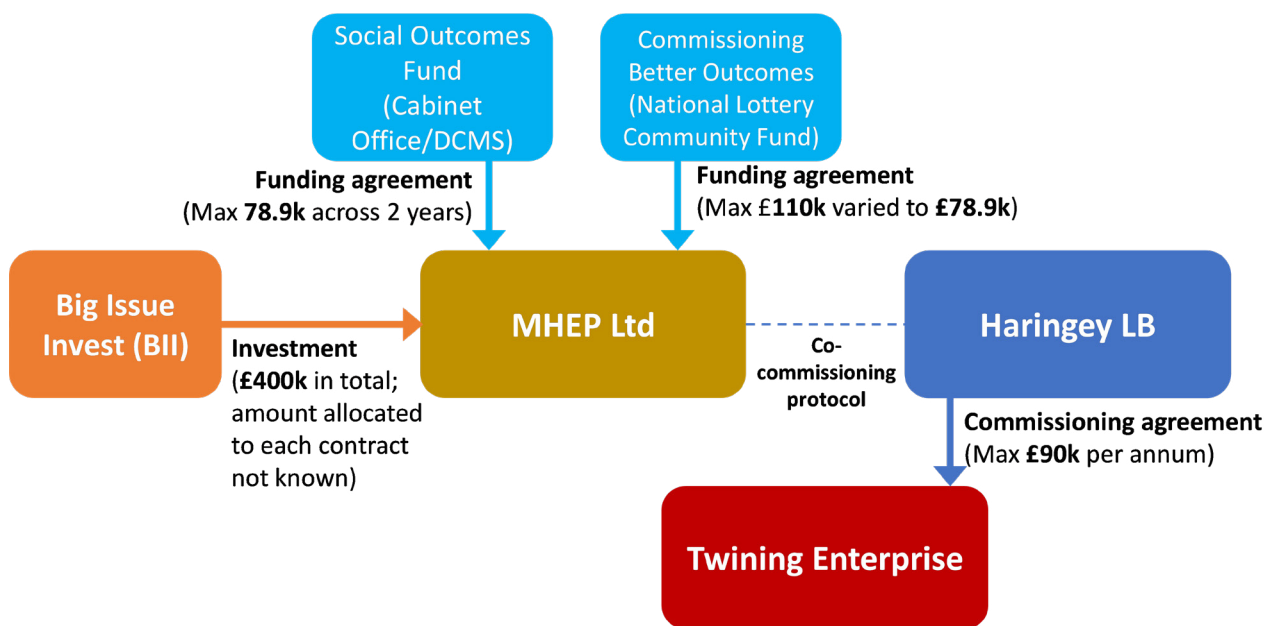 Social Outcomes
Fund
(Cabinet
Office/DCMS)
Commissioning
Better Outcomes
(National Lottery
Community Fund)
Funding agreement
(Max 78.9k across 2 years)
Funding agreement
(Max £110k varied to £78.9k)
Big Issue
Invest (BII)
Investment
(£400k in total;
amount allocated
to each contract
not known)
MHEP Ltd
Co-
commissioning
protocol
Haringey LB
Commissioning agreement
(Max £90k per annum)
Twining Enterprise